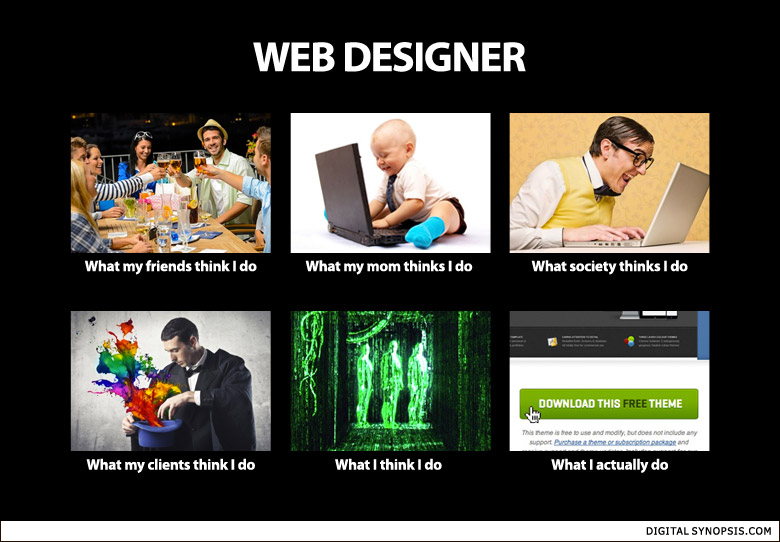 WEB DESIGNER
What my friends think I do
What my mom thinks I do
What society thinks I do
What my clients think I do
What I think I do
DOWNLOAD THIS FREE THEME
This theme is free to use and modify, but does not include any
support. Purchase a theme or subscription package and
What I actually do
DIGITAL SYNOPSIS.COM